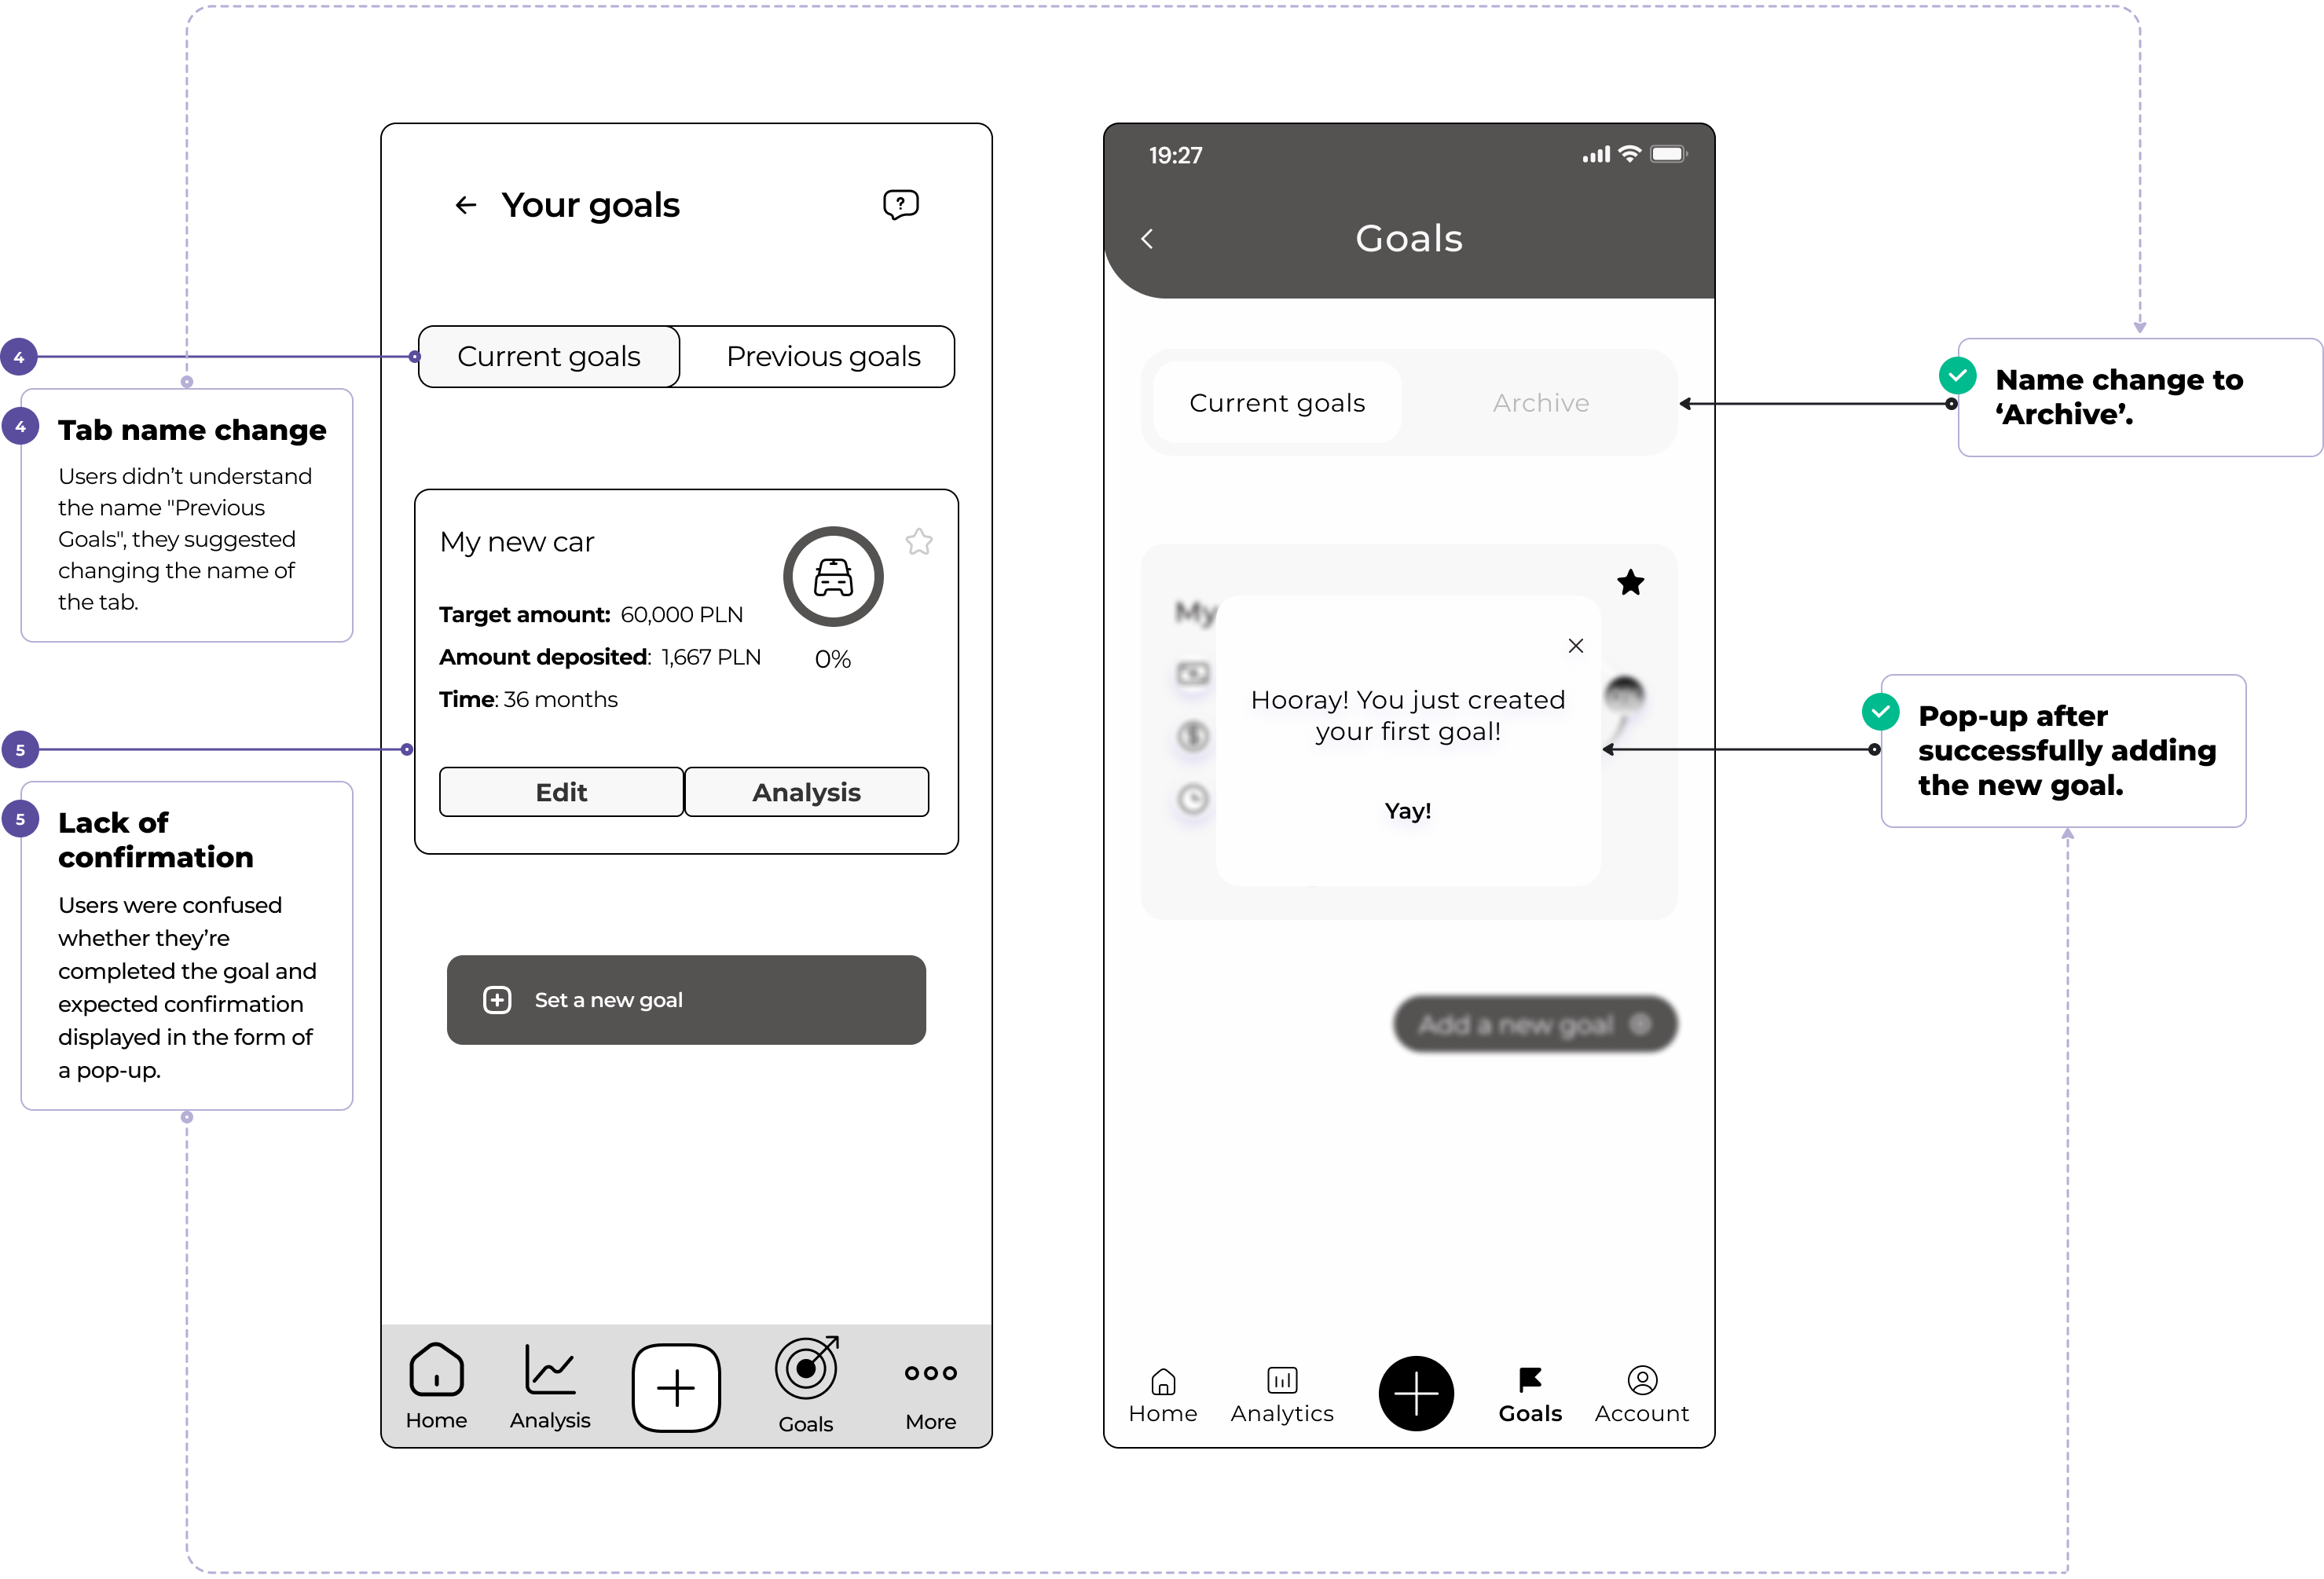 4
4
Tab name change
Users didn’t understand
the name "Previous
Goals", they suggested
changing the name of
the tab.
5
5
Lack of
confirmation
Users were confused
whether they’re
completed the goal and
expected confirmation
displayed in the form of
a pop-up.
Your goals
?
Current goals Previous goals
My new car
Target amount: 60,000 PLN
Amount deposited: 1,667 PLN
0%
Time: 36 months
Edit Analysis
Set a new goal
Home Analysis Goals More
19:27
Goals
Current goals Archive
My
Hooray! You just created
your first goal!
Yay!
Add a new goal
Home Analytics Goals Account
Name change to
‘Archive’.
Pop-up after
successfully adding
the new goal.